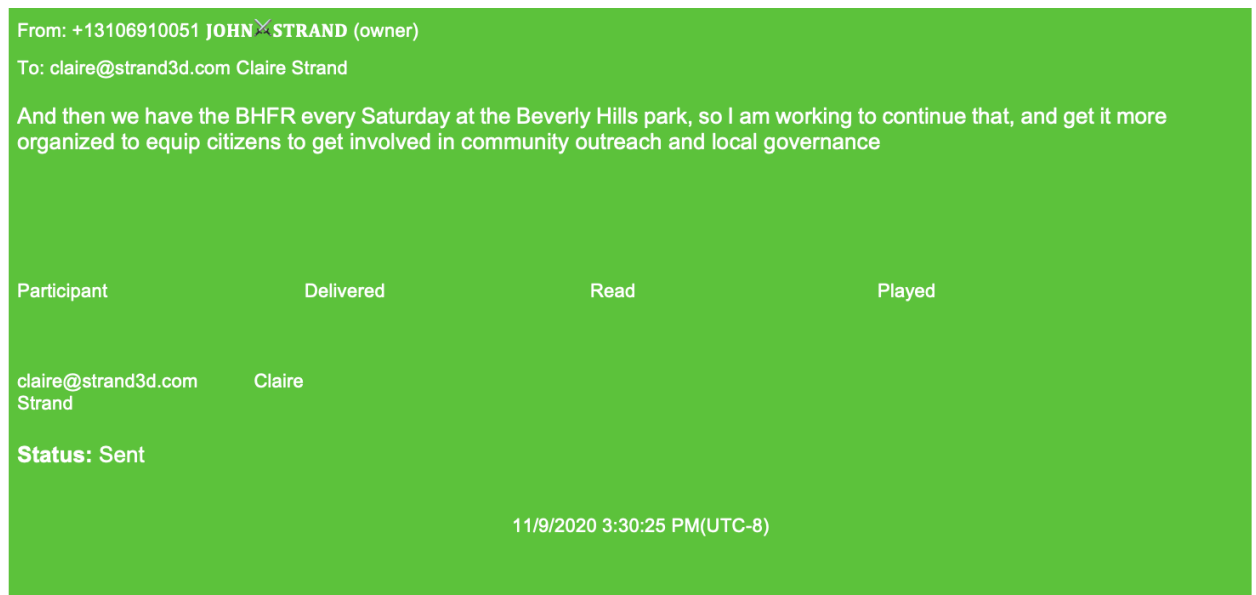 From: +13106910051 𝐉𝐎𝐇𝐍⚔️𝐒𝐓𝐑𝐀𝐍𝐃 (owner)
To: claire@strand3d.com Claire Strand
And then we have the BHFR every Saturday at the Beverly Hills park, so I am working to continue that, and get it more
organized to equip citizens to get involved in community outreach and local governance
Participant Delivered Read Played
claire@strand3d.com Claire
Strand
Status: Sent
11/9/2020 3:30:25 PM(UTC-8)